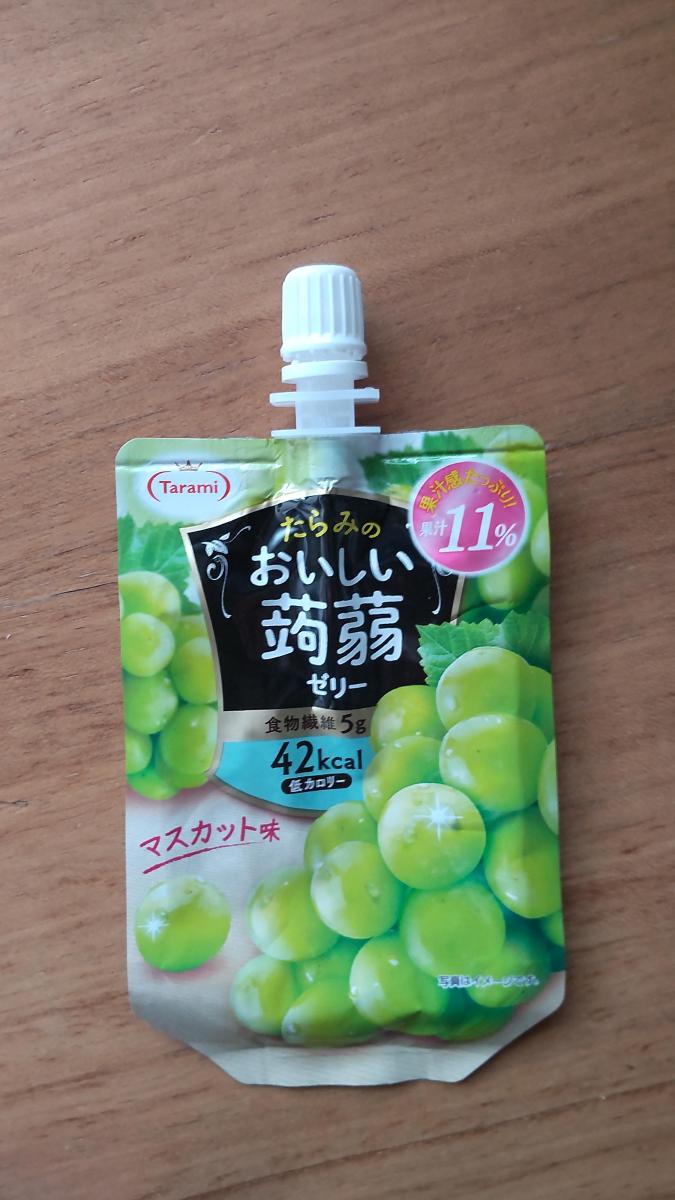 Tarami
果汁感たっぷり!
果汁11%
たらみの
おいしい
蒟蒻
ゼリー
食物繊維5g
42kcal
低カロリー
マスカット味
写真はイメージです。